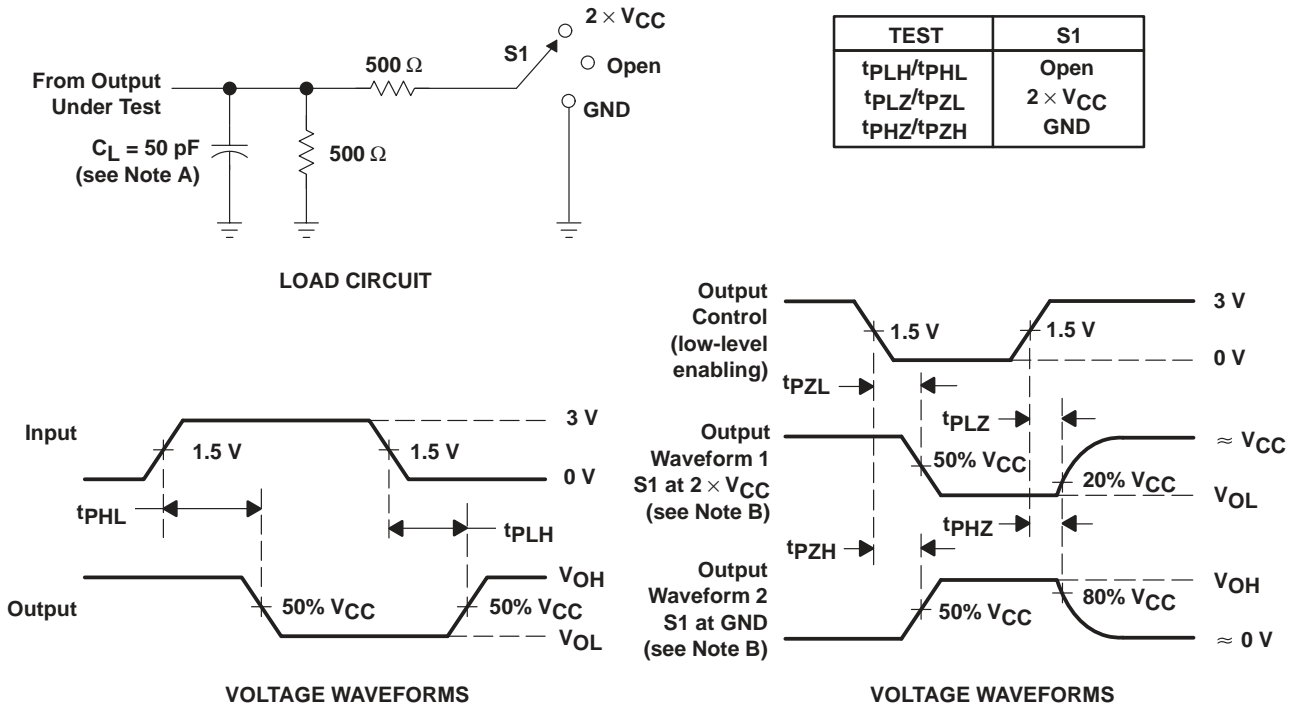 2 × VCC
S1
Open
GND
500 Ω
From Output
Under Test
CL = 50 pF
(see Note A)
500 Ω
LOAD CIRCUIT
TEST S1
tPLH/tPHL Open
tPLZ/tPZL 2 × VCC
tPHZ/tPZH GND
Input
3 V
1.5 V 1.5 V
0 V
tPHL
tPLH
Output
VOH
50% VCC 50% VCC
VOL
VOLTAGE WAVEFORMS
Output
Control
(low-level
enabling)
3 V
1.5 V 1.5 V
0 V
tPZL
tPLZ
Output
Waveform 1
S1 at 2 × VCC
(see Note B)
≈ VCC
50% VCC
20% VCC
VOL
tPHZ
tPZH
Output
Waveform 2
S1 at GND
(see Note B)
VOH
50% VCC
80% VCC
≈ 0 V
VOLTAGE WAVEFORMS